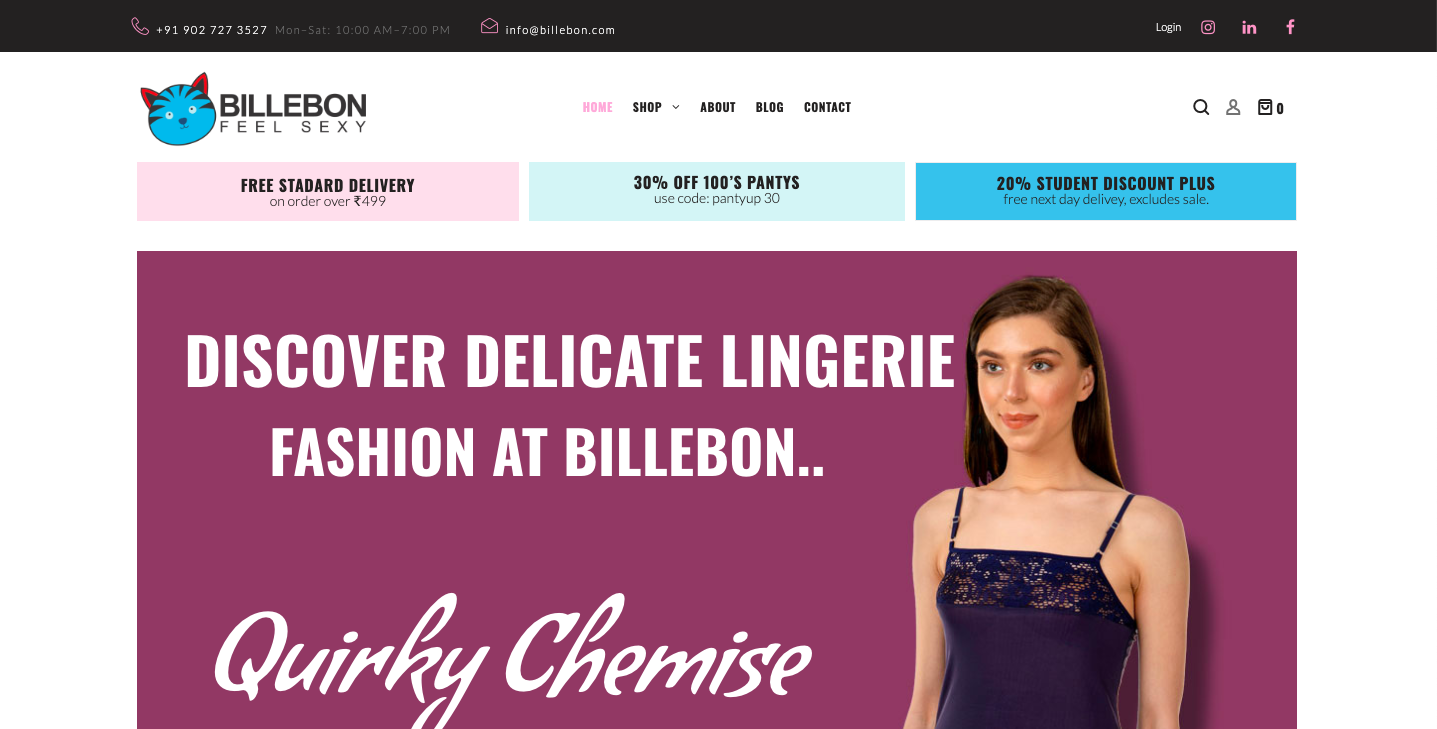 +91 902 727 3527 Mon–Sat: 10:00 AM–7:00 PM info@billebon.com Login
BILLEBON
FEEL SEXY
HOME SHOP ABOUT BLOG CONTACT
0
FREE STADARD DELIVERY
on order over ₹499
30% OFF 100'S PANTYS
use code: pantyup 30
20% STUDENT DISCOUNT PLUS
free next day delivey, excludes sale.
DISCOVER DELICATE LINGERIE
FASHION AT BILLEBON..
Quirky Chemise